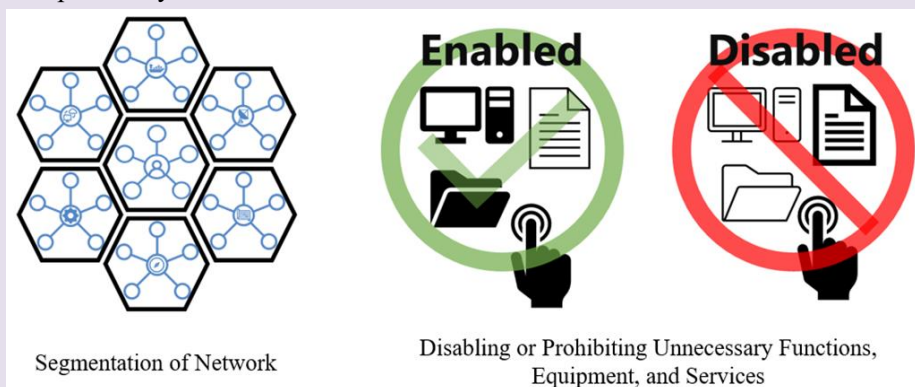 Enabled
Disabled
Segmentation of Network
Disabling or Prohibiting Unnecessary Functions,
Equipment, and Services